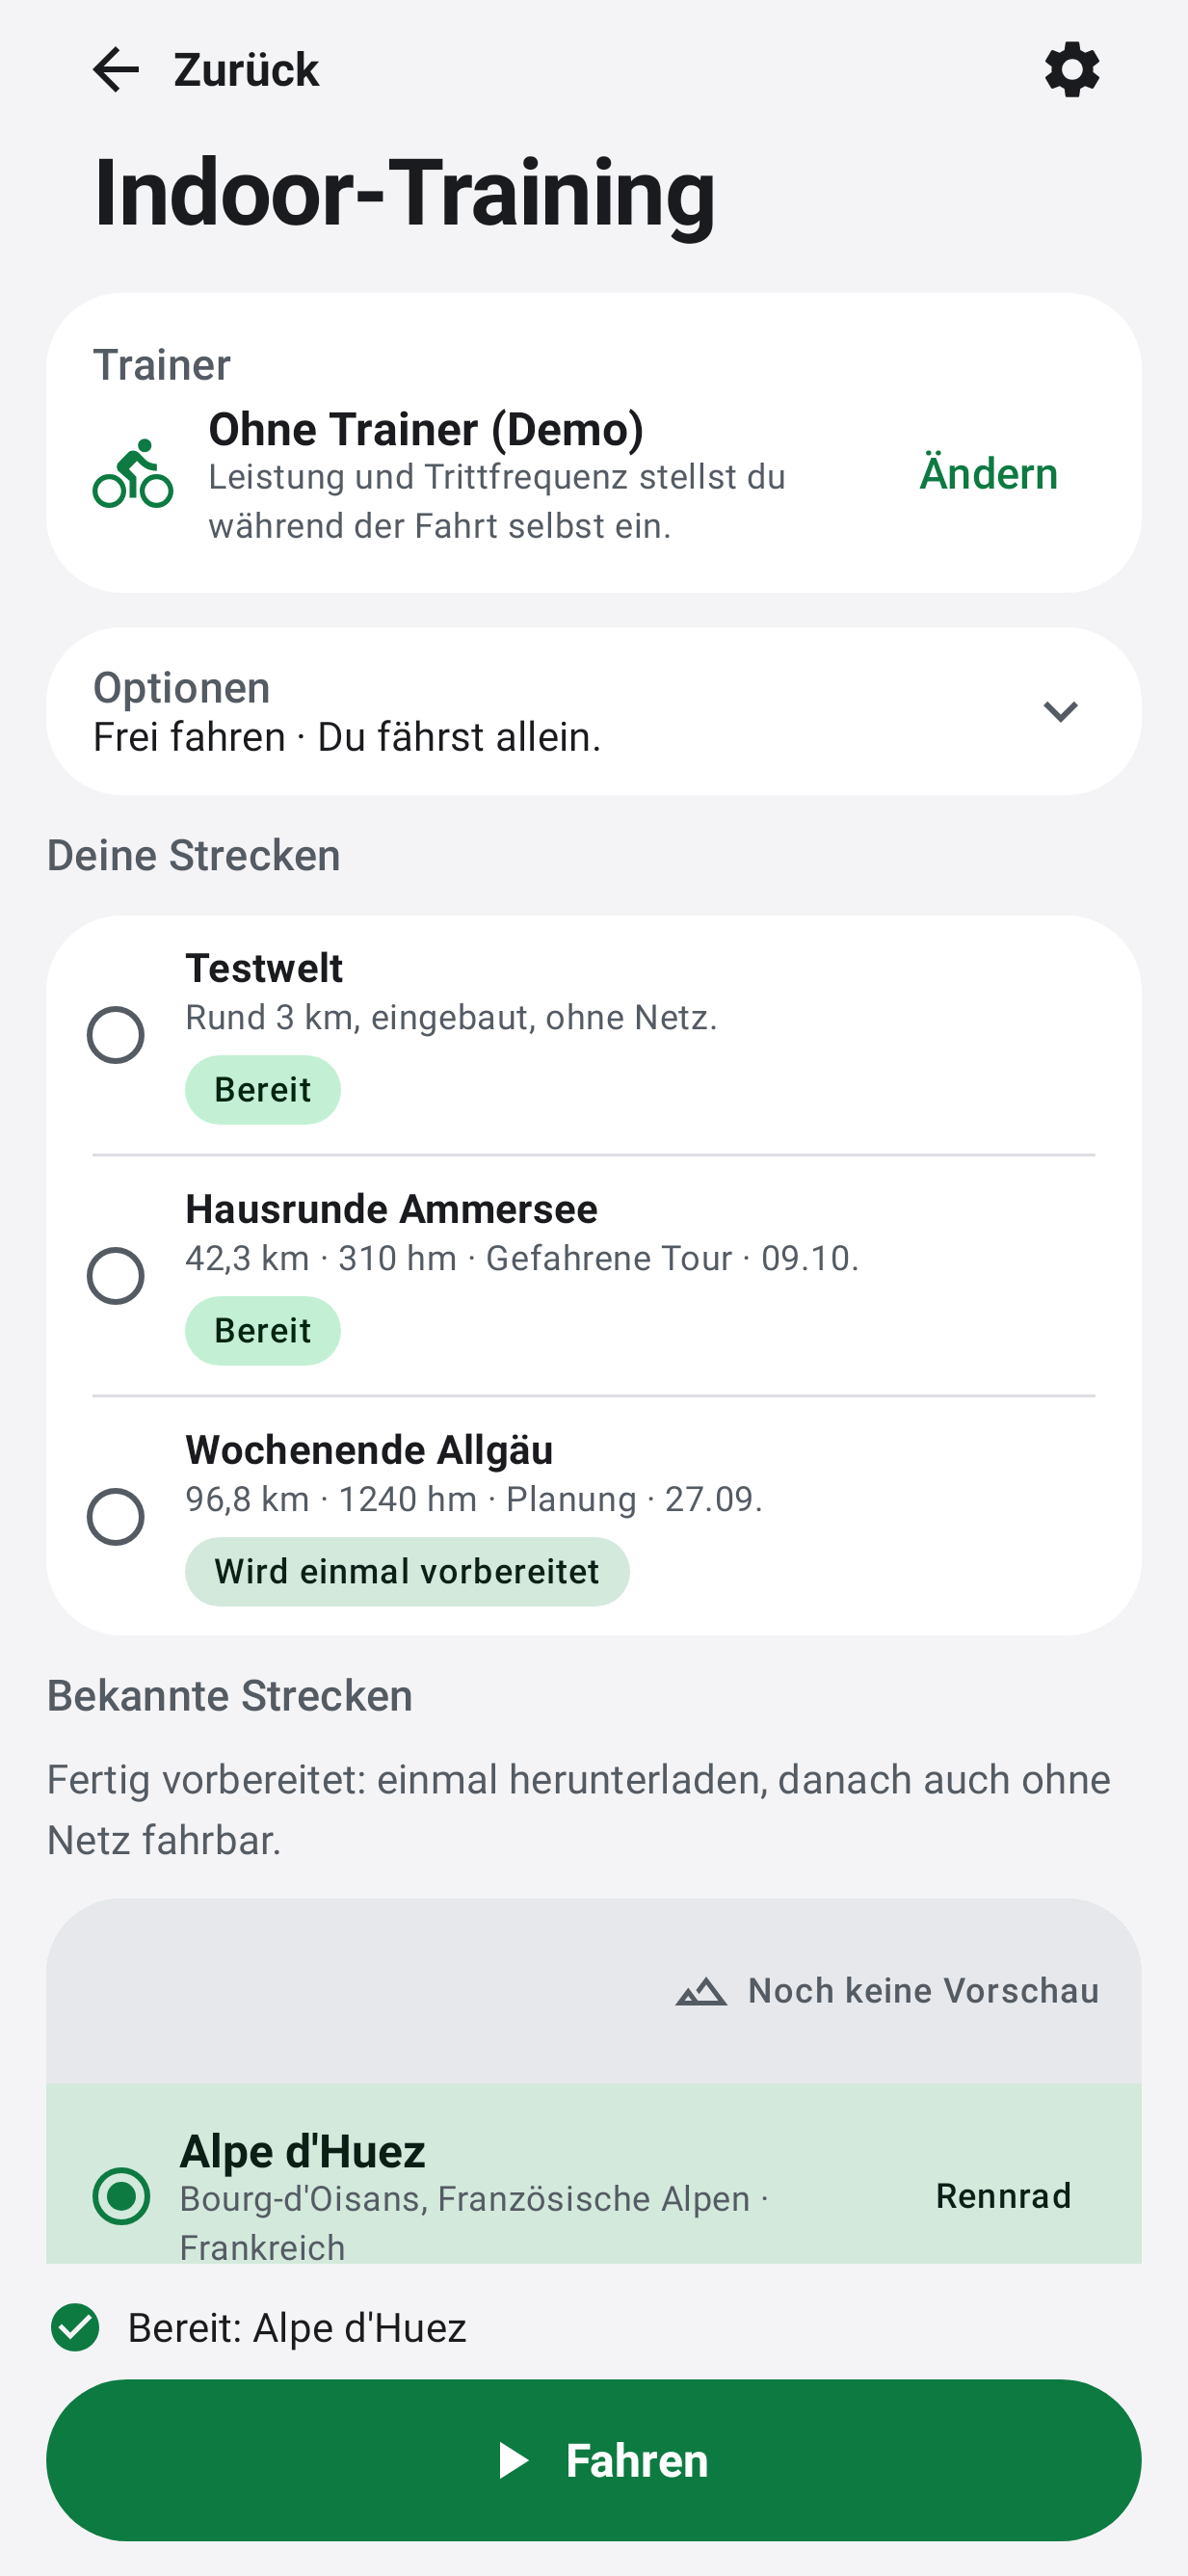 Zurück
Indoor-Training
Trainer
Ohne Trainer (Demo)
Leistung und Trittfrequenz stellst du
während der Fahrt selbst ein.
Ändern
Optionen
Frei fahren · Du fährst allein.
Deine Strecken
Testwelt
Rund 3 km, eingebaut, ohne Netz.
Bereit
Hausrunde Ammersee
42,3 km · 310 hm · Gefahrene Tour · 09.10.
Bereit
Wochenende Allgäu
96,8 km · 1240 hm · Planung · 27.09.
Wird einmal vorbereitet
Bekannte Strecken
Fertig vorbereitet: einmal herunterladen, danach auch ohne
Netz fahrbar.
Noch keine Vorschau
Alpe d'Huez
Bourg-d'Oisans, Französische Alpen ·
Frankreich
Rennrad
Bereit: Alpe d'Huez
Fahren